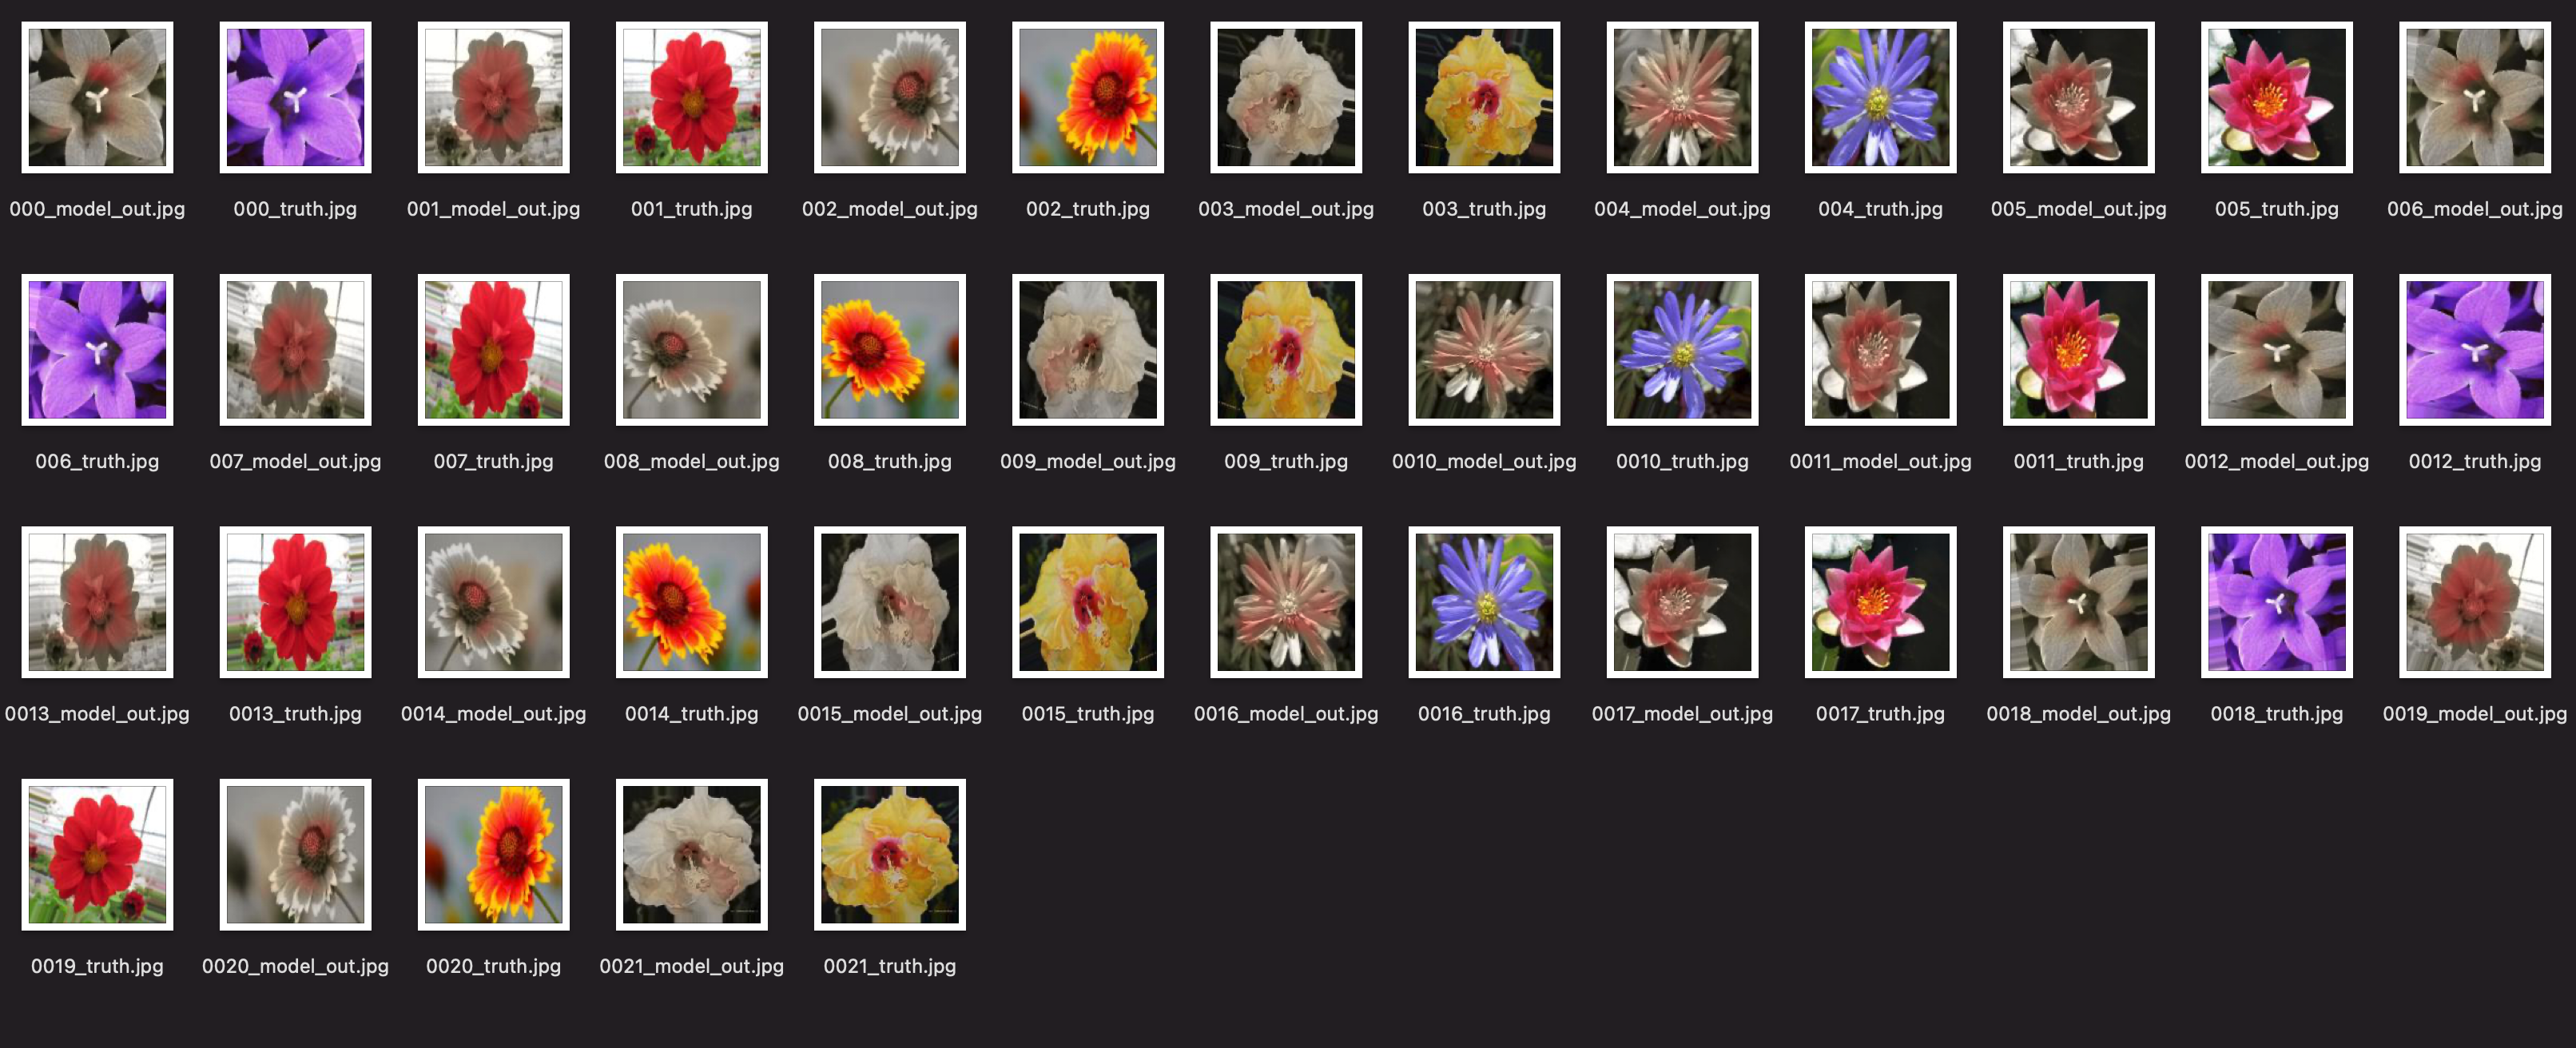 000_model_out.jpg 000_truth.jpg 001_model_out.jpg 001_truth.jpg 002_model_out.jpg 002_truth.jpg 003_model_out.jpg 003_truth.jpg 004_model_out.jpg 004_truth.jpg 005_model_out.jpg 005_truth.jpg 006_model_out.jpg
006_truth.jpg 007_model_out.jpg 007_truth.jpg 008_model_out.jpg 008_truth.jpg 009_model_out.jpg 009_truth.jpg 0010_model_out.jpg 0010_truth.jpg 0011_model_out.jpg 0011_truth.jpg 0012_model_out.jpg 0012_truth.jpg
0013_model_out.jpg 0013_truth.jpg 0014_model_out.jpg 0014_truth.jpg 0015_model_out.jpg 0015_truth.jpg 0016_model_out.jpg 0016_truth.jpg 0017_model_out.jpg 0017_truth.jpg 0018_model_out.jpg 0018_truth.jpg 0019_model_out.jpg
0019_truth.jpg 0020_model_out.jpg 0020_truth.jpg 0021_model_out.jpg 0021_truth.jpg